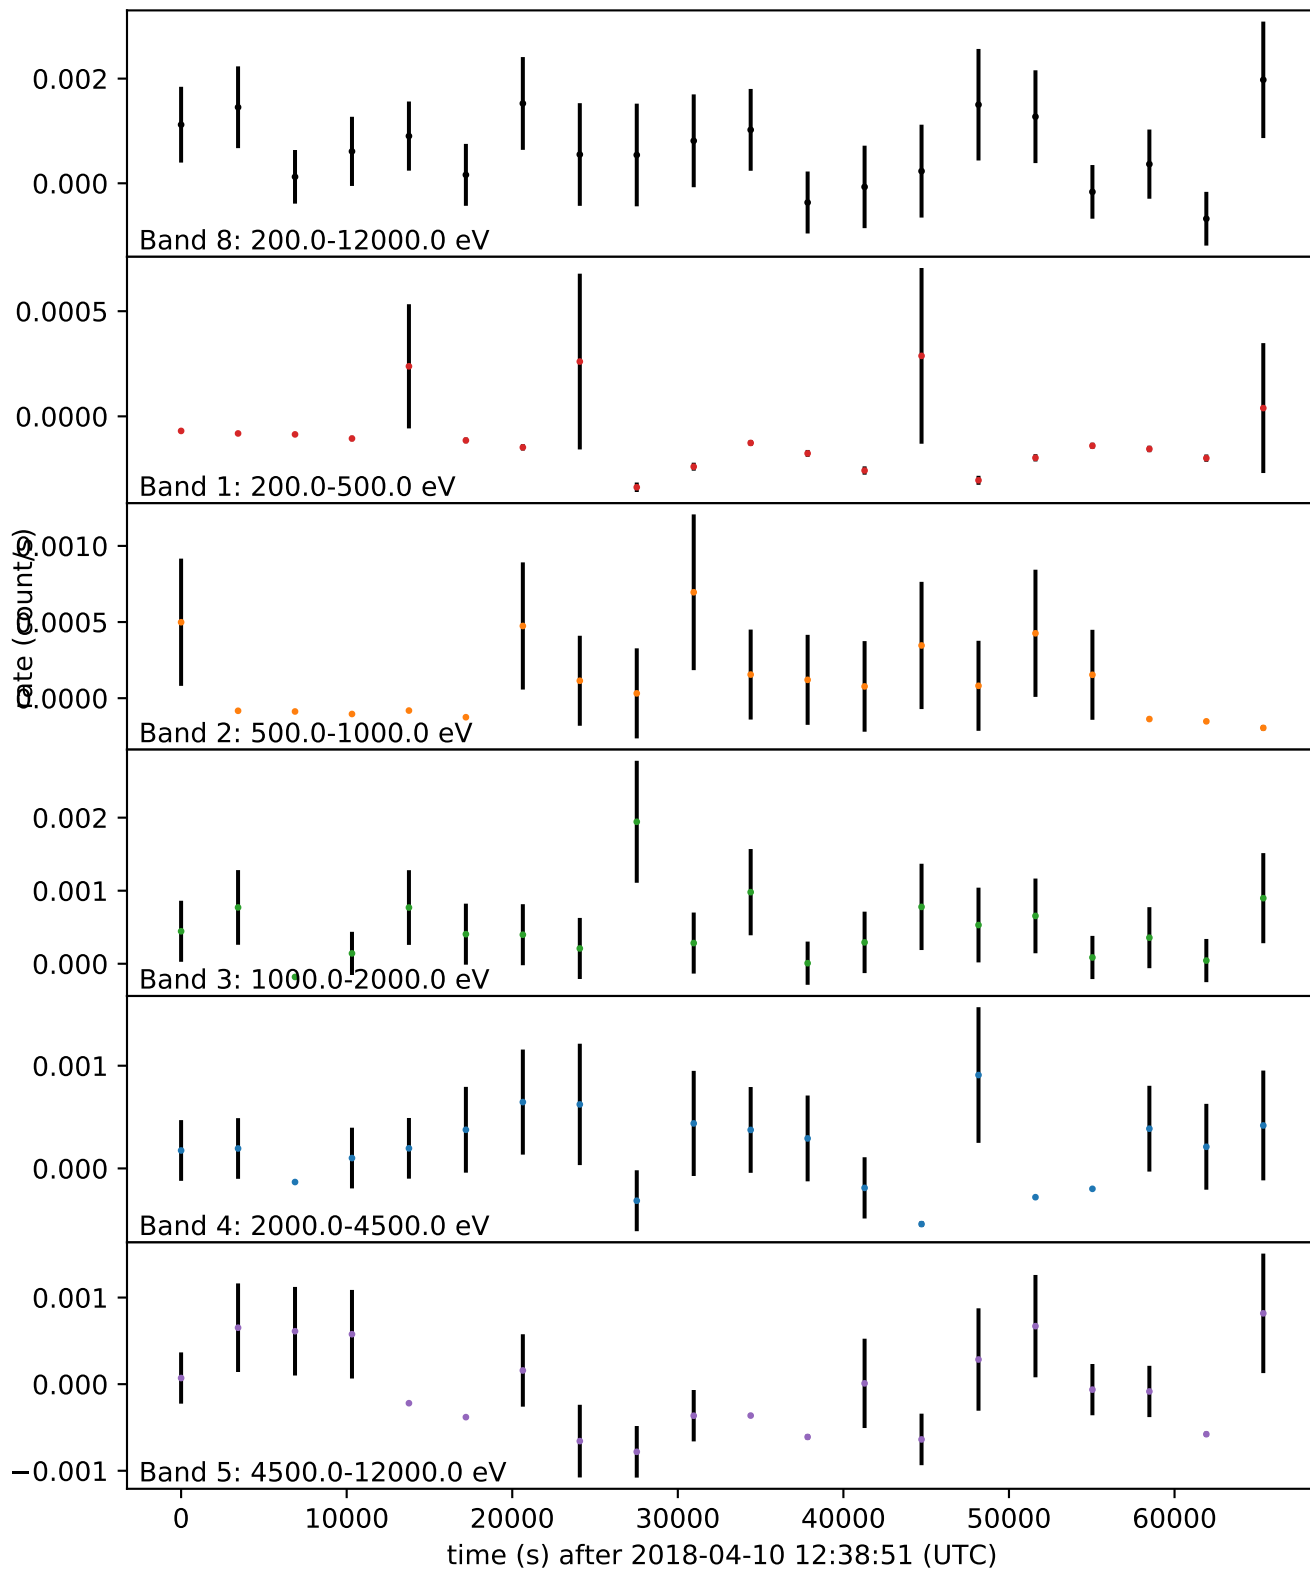 0.002
0.000
Band 8: 200.0-12000.0 eV
0.0005
0.0000
Band 1: 200.0-500.0 eV
rate (count/s)
0.0010
0.0005
0.0000
Band 2: 500.0-1000.0 eV
0.002
0.001
0.000
Band 3: 1000.0-2000.0 eV
0.001
0.000
Band 4: 2000.0-4500.0 eV
0.001
0.000
−0.001
Band 5: 4500.0-12000.0 eV
0 10000 20000 30000 40000 50000 60000
time (s) after 2018-04-10 12:38:51 (UTC)